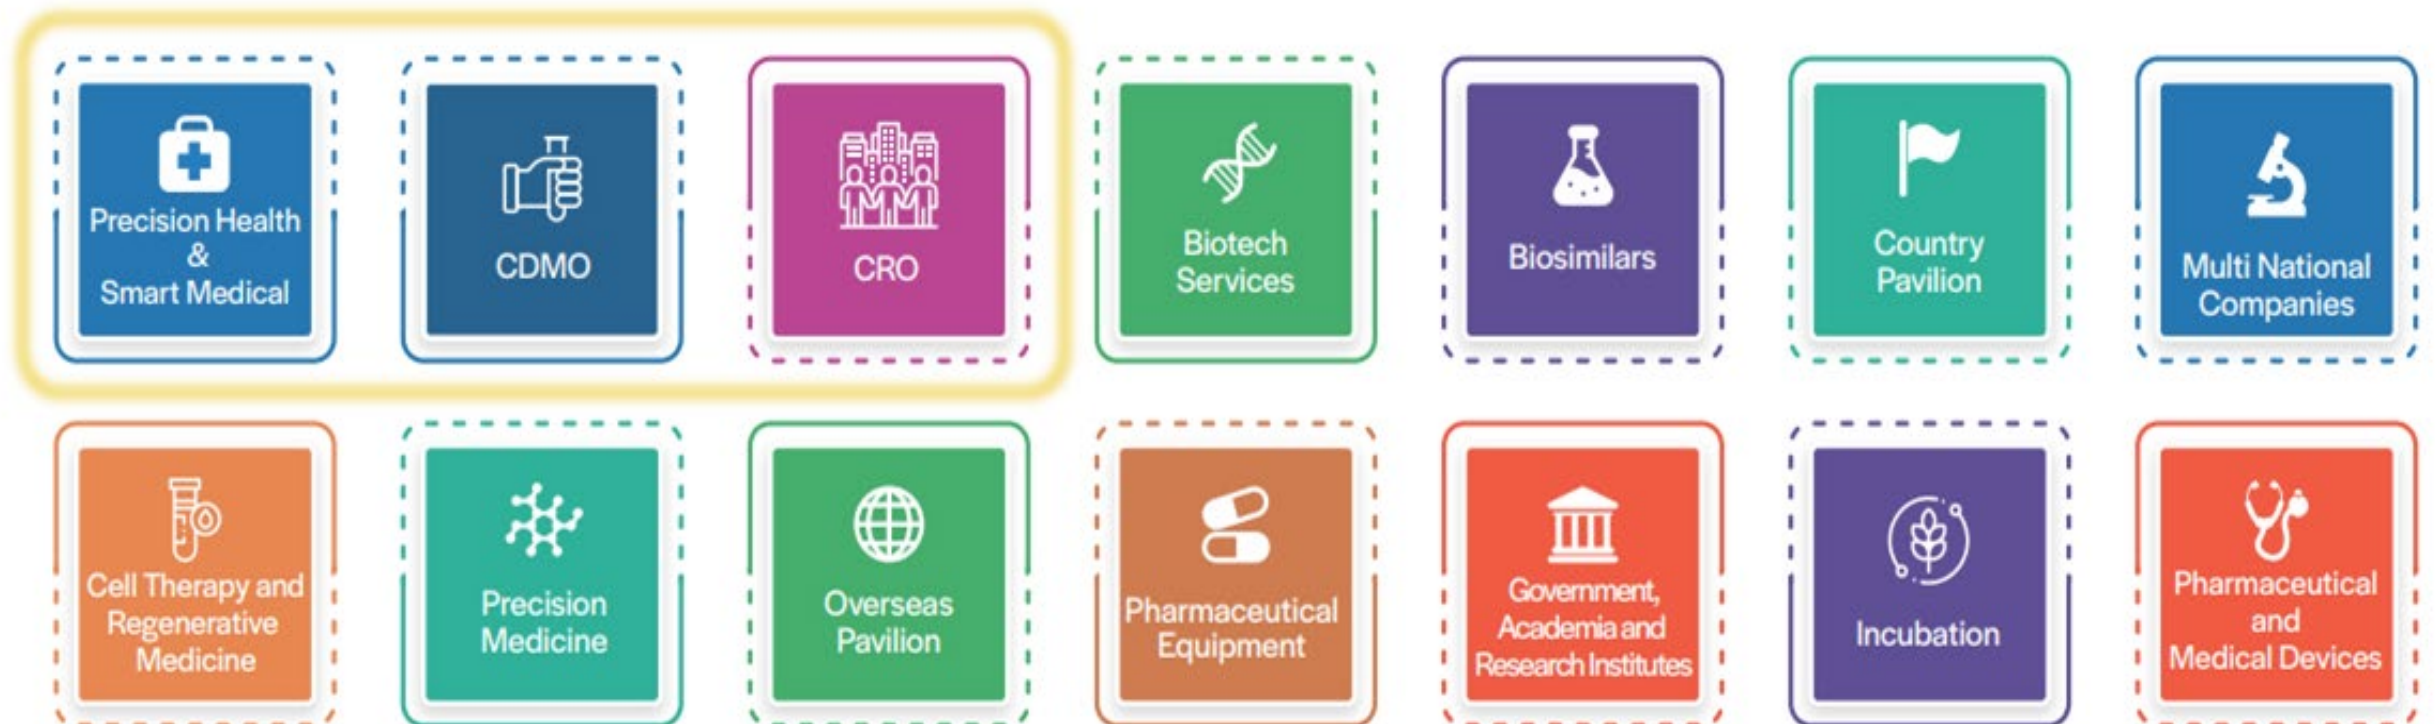 Precision Health
&
Smart Medical
CDMO
CRO
Biotech
Services
Biosimilars
Country
Pavilion
Multi National
Companies
Cell Therapy and
Regenerative
Medicine
Precision
Medicine
Overseas
Pavilion
Pharmaceutical
Equipment
Government,
Academia and
Research Institutes
Incubation
Pharmaceutical
and
Medical Devices